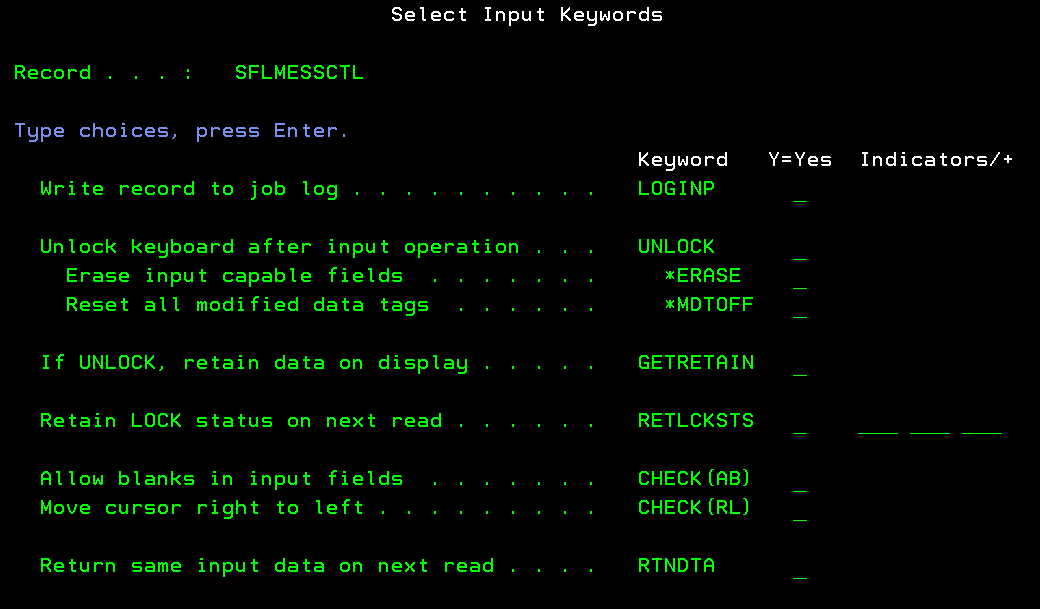 Select Input Keywords
Record . . . :   SFLMESSCTL
Type choices, press Enter.
Keyword   Y=Yes  Indicators/+
Write record to job log . . . . . . . . . .   LOGINP      _
Unlock keyboard after input operation . . .   UNLOCK      _
Erase input capable fields  . . . . . . .     *ERASE    _
Reset all modified data tags  . . . . . .     *MDTOFF   _
If UNLOCK, retain data on display . . . . .   GETRETAIN   _
Retain LOCK status on next read . . . . . .   RETLCKSTS   _    ___ ___ ___
Allow blanks in input fields  . . . . . . .   CHECK(AB)   _
Move cursor right to left . . . . . . . . .   CHECK(RL)   _
Return same input data on next read . . . .   RTNDTA      _